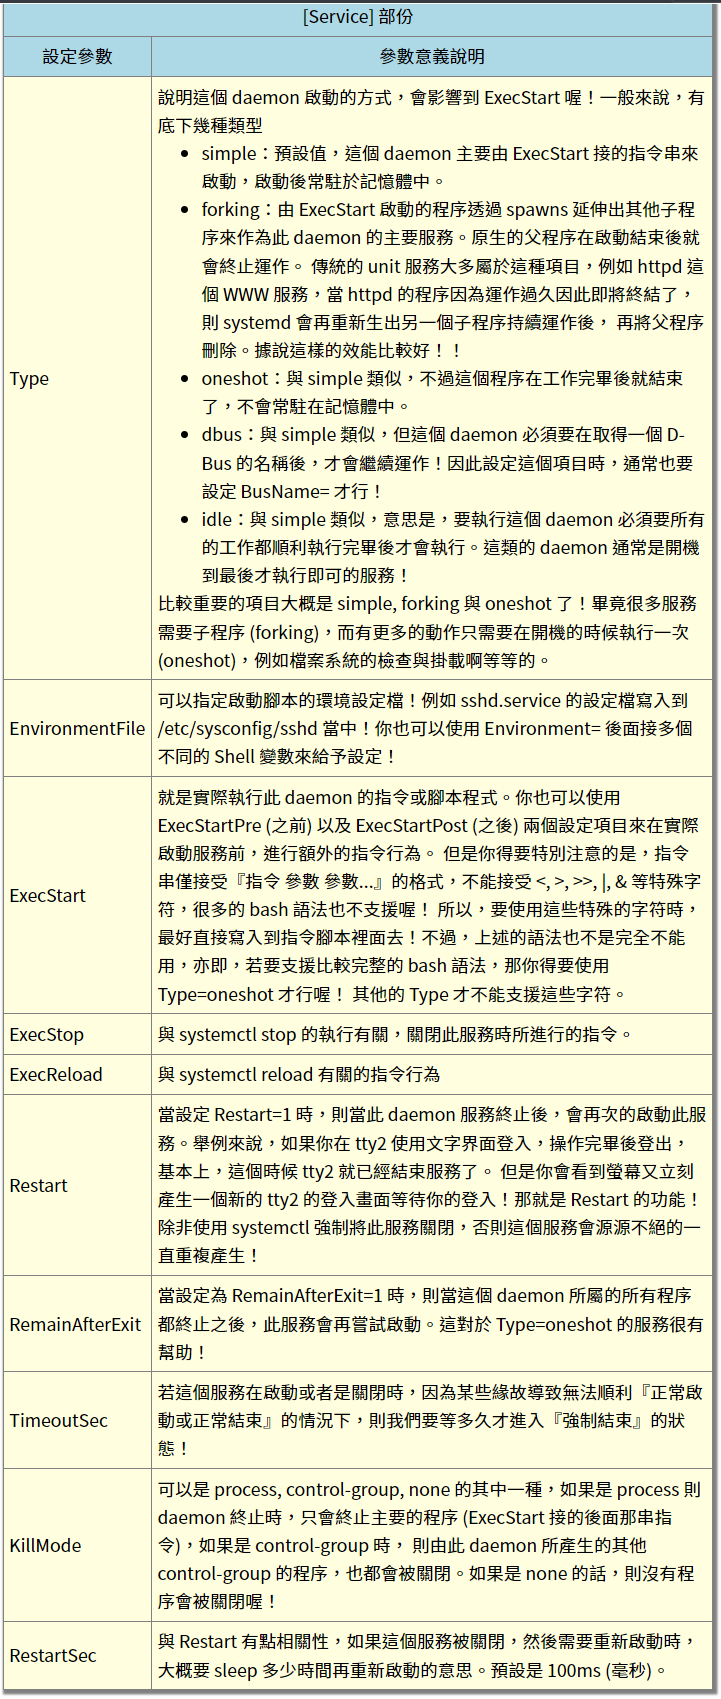 [Service] 部份
設定參數
參數意義說明
Type
說明這個 daemon 啟動的方式，會影響到 ExecStart 喔！一般來說，有
底下幾種類型
• simple：預設值，這個 daemon 主要由 ExecStart 接的指令串來
啟動，啟動後常駐於記憶體中。
• forking：由 ExecStart 啟動的程序透過 spawns 延伸出其他子程
序來作為此 daemon 的主要服務。原生的父程序在啟動結束後就
會終止運作。 傳統的 unit 服務大多屬於這種項目，例如 httpd 這
個 WWW 服務，當 httpd 的程序因為運作過久因此即將終結了，
則 systemd 會再重新生出另一個子程序持續運作後， 再將父程序
刪除。據說這樣的效能比較好！！
• oneshot：與 simple 類似，不過這個程序在工作完畢後就結束
了，不會常駐在記憶體中。
• dbus：與 simple 類似，但這個 daemon 必須要在取得一個 D-
Bus 的名稱後，才會繼續運作！因此設定這個項目時，通常也要
設定 BusName= 才行！
• idle：與 simple 類似，意思是，要執行這個 daemon 必須要所有
的工作都順利執行完畢後才會執行。這類的 daemon 通常是開機
到最後才執行即可的服務！
比較重要的項目大概是 simple, forking 與 oneshot 了！畢竟很多服務
需要子程序 (forking)，而有更多的動作只需要在開機的時候執行一次
(oneshot)，例如檔案系統的檢查與掛載啊等等的。
EnvironmentFile
可以指定啟動腳本的環境設定檔！例如 sshd.service 的設定檔寫入到
/etc/sysconfig/sshd 當中！你也可以使用 Environment= 後面接多個
不同的 Shell 變數來給予設定！
ExecStart
就是實際執行此 daemon 的指令或腳本程式。你也可以使用
ExecStartPre (之前) 以及 ExecStartPost (之後) 兩個設定項目來在實際
啟動服務前，進行額外的指令行為。 但是你得要特別注意的是，指令
串僅接受『指令 參數 參數...』的格式，不能接受 <, >, >>, |, & 等特殊字
符，很多的 bash 語法也不支援喔！ 所以，要使用這些特殊的字符時，
最好直接寫入到指令腳本裡面去！不過，上述的語法也不是完全不能
用，亦即，若要支援比較完整的 bash 語法，那你得要使用
Type=oneshot 才行喔！ 其他的 Type 才不能支援這些字符。
ExecStop
與 systemctl stop 的執行有關，關閉此服務時所進行的指令。
ExecReload
與 systemctl reload 有關的指令行為
Restart
當設定 Restart=1 時，則當此 daemon 服務終止後，會再次的啟動此服
務。舉例來說，如果你在 tty2 使用文字界面登入，操作完畢後登出，
基本上，這個時候 tty2 就已經結束服務了。 但是你會看到螢幕又立刻
產生一個新的 tty2 的登入畫面等待你的登入！那就是 Restart 的功能！
除非使用 systemctl 強制將此服務關閉，否則這個服務會源源不絕的一
直重複產生！
RemainAfterExit
當設定為 RemainAfterExit=1 時，則當這個 daemon 所屬的所有程序
都終止之後，此服務會再嘗試啟動。這對於 Type=oneshot 的服務很有
幫助！
TimeoutSec
若這個服務在啟動或者是關閉時，因為某些緣故導致無法順利『正常啟
動或正常結束』的情況下，則我們要等多久才進入『強制結束』的狀
態！
KillMode
可以是 process, control-group, none 的其中一種，如果是 process 則
daemon 終止時，只會終止主要的程序 (ExecStart 接的後面那串指
令)，如果是 control-group 時， 則由此 daemon 所產生的其他
control-group 的程序，也都會被關閉。如果是 none 的話，則沒有程
序會被關閉喔！
RestartSec
與 Restart 有點相關性，如果這個服務被關閉，然後需要重新啟動時，
大概要 sleep 多少時間再重新啟動的意思。預設是 100ms (毫秒)。